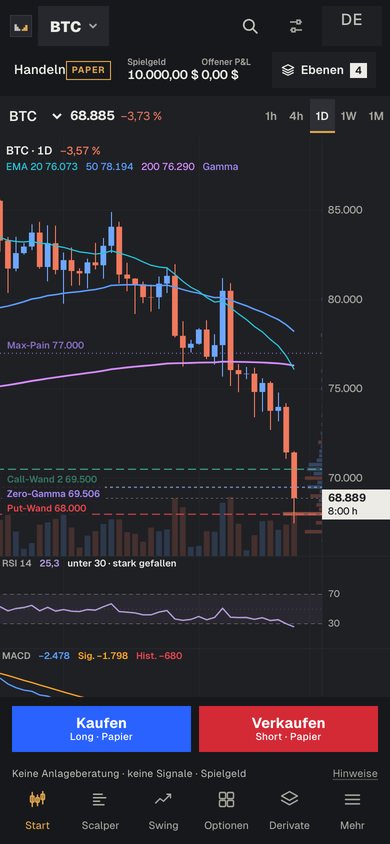 BTC
DE
Handeln PAPER
Spielgeld
10.000,00 $
Offener P&L
0,00 $
Ebenen 4
BTC 68.885 −3,73 %
1h 4h 1D 1W 1M
BTC · 1D −3,57 %
EMA 20 76.073 50 78.194 200 76.290 Gamma
85.000
80.000
Max-Pain 77.000
75.000
70.000
Call-Wand 2 69.500
Zero-Gamma 69.506
68.889
8:00 h
Put-Wand 68.000
RSI 14 25,3 unter 30 · stark gefallen
70
30
MACD −2.478 Sig. −1.798 Hist. −680
Kaufen
Long · Papier
Verkaufen
Short · Papier
Keine Anlageberatung · keine Signale · Spielgeld
Hinweise
Start Scalper Swing Optionen Derivate Mehr